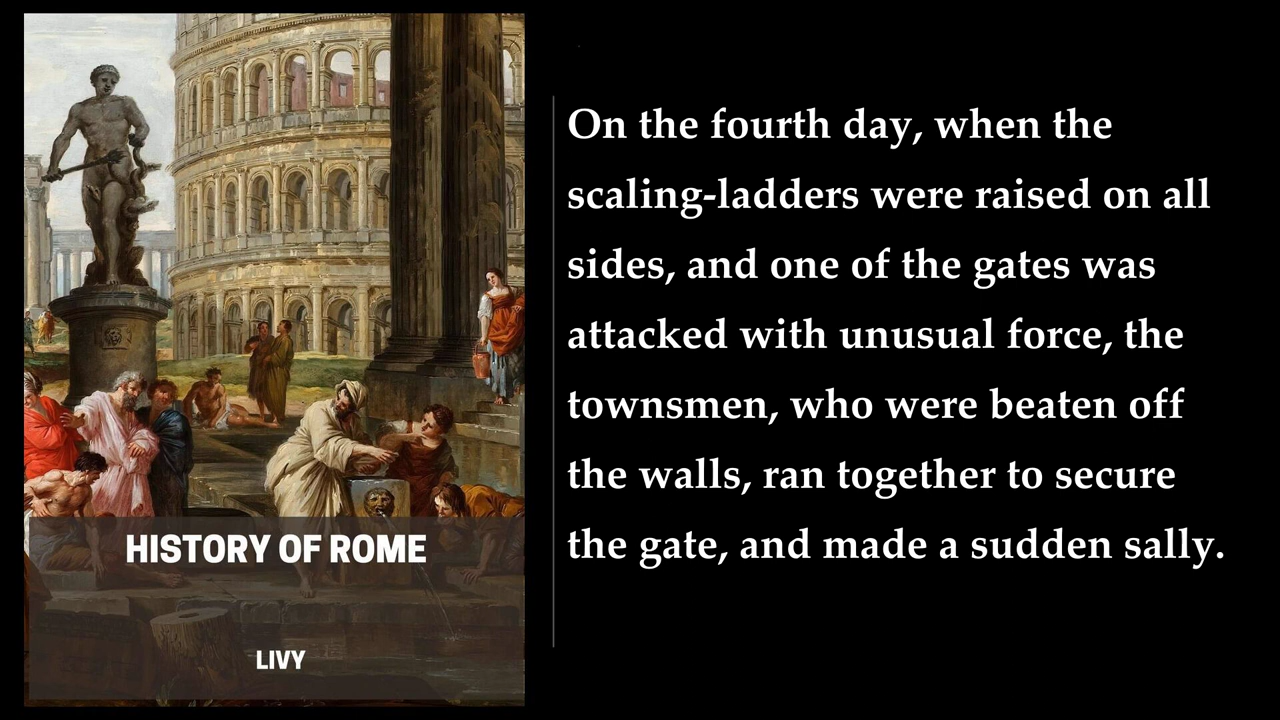 HISTORY OF ROME
LIVY
On the fourth day, when the
scaling-ladders were raised on all
sides, and one of the gates was
attacked with unusual force, the
townsmen, who were beaten off
the walls, ran together to secure
the gate, and made a sudden sally.